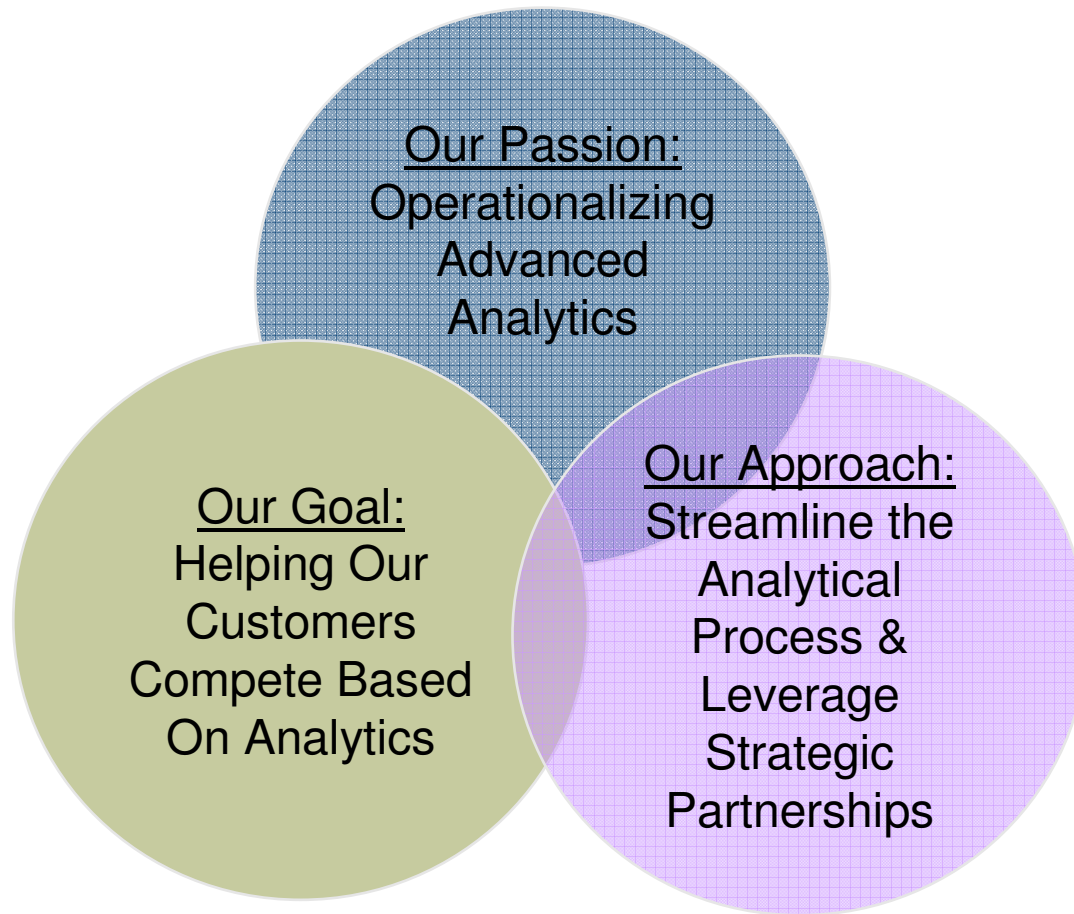 Our Passion:
Operationalizing
Advanced
Analytics
Our Goal:
Helping Our
Customers
Compete Based
On Analytics
Our Approach:
Streamline the
Analytical
Process &
Leverage
Strategic
Partnerships